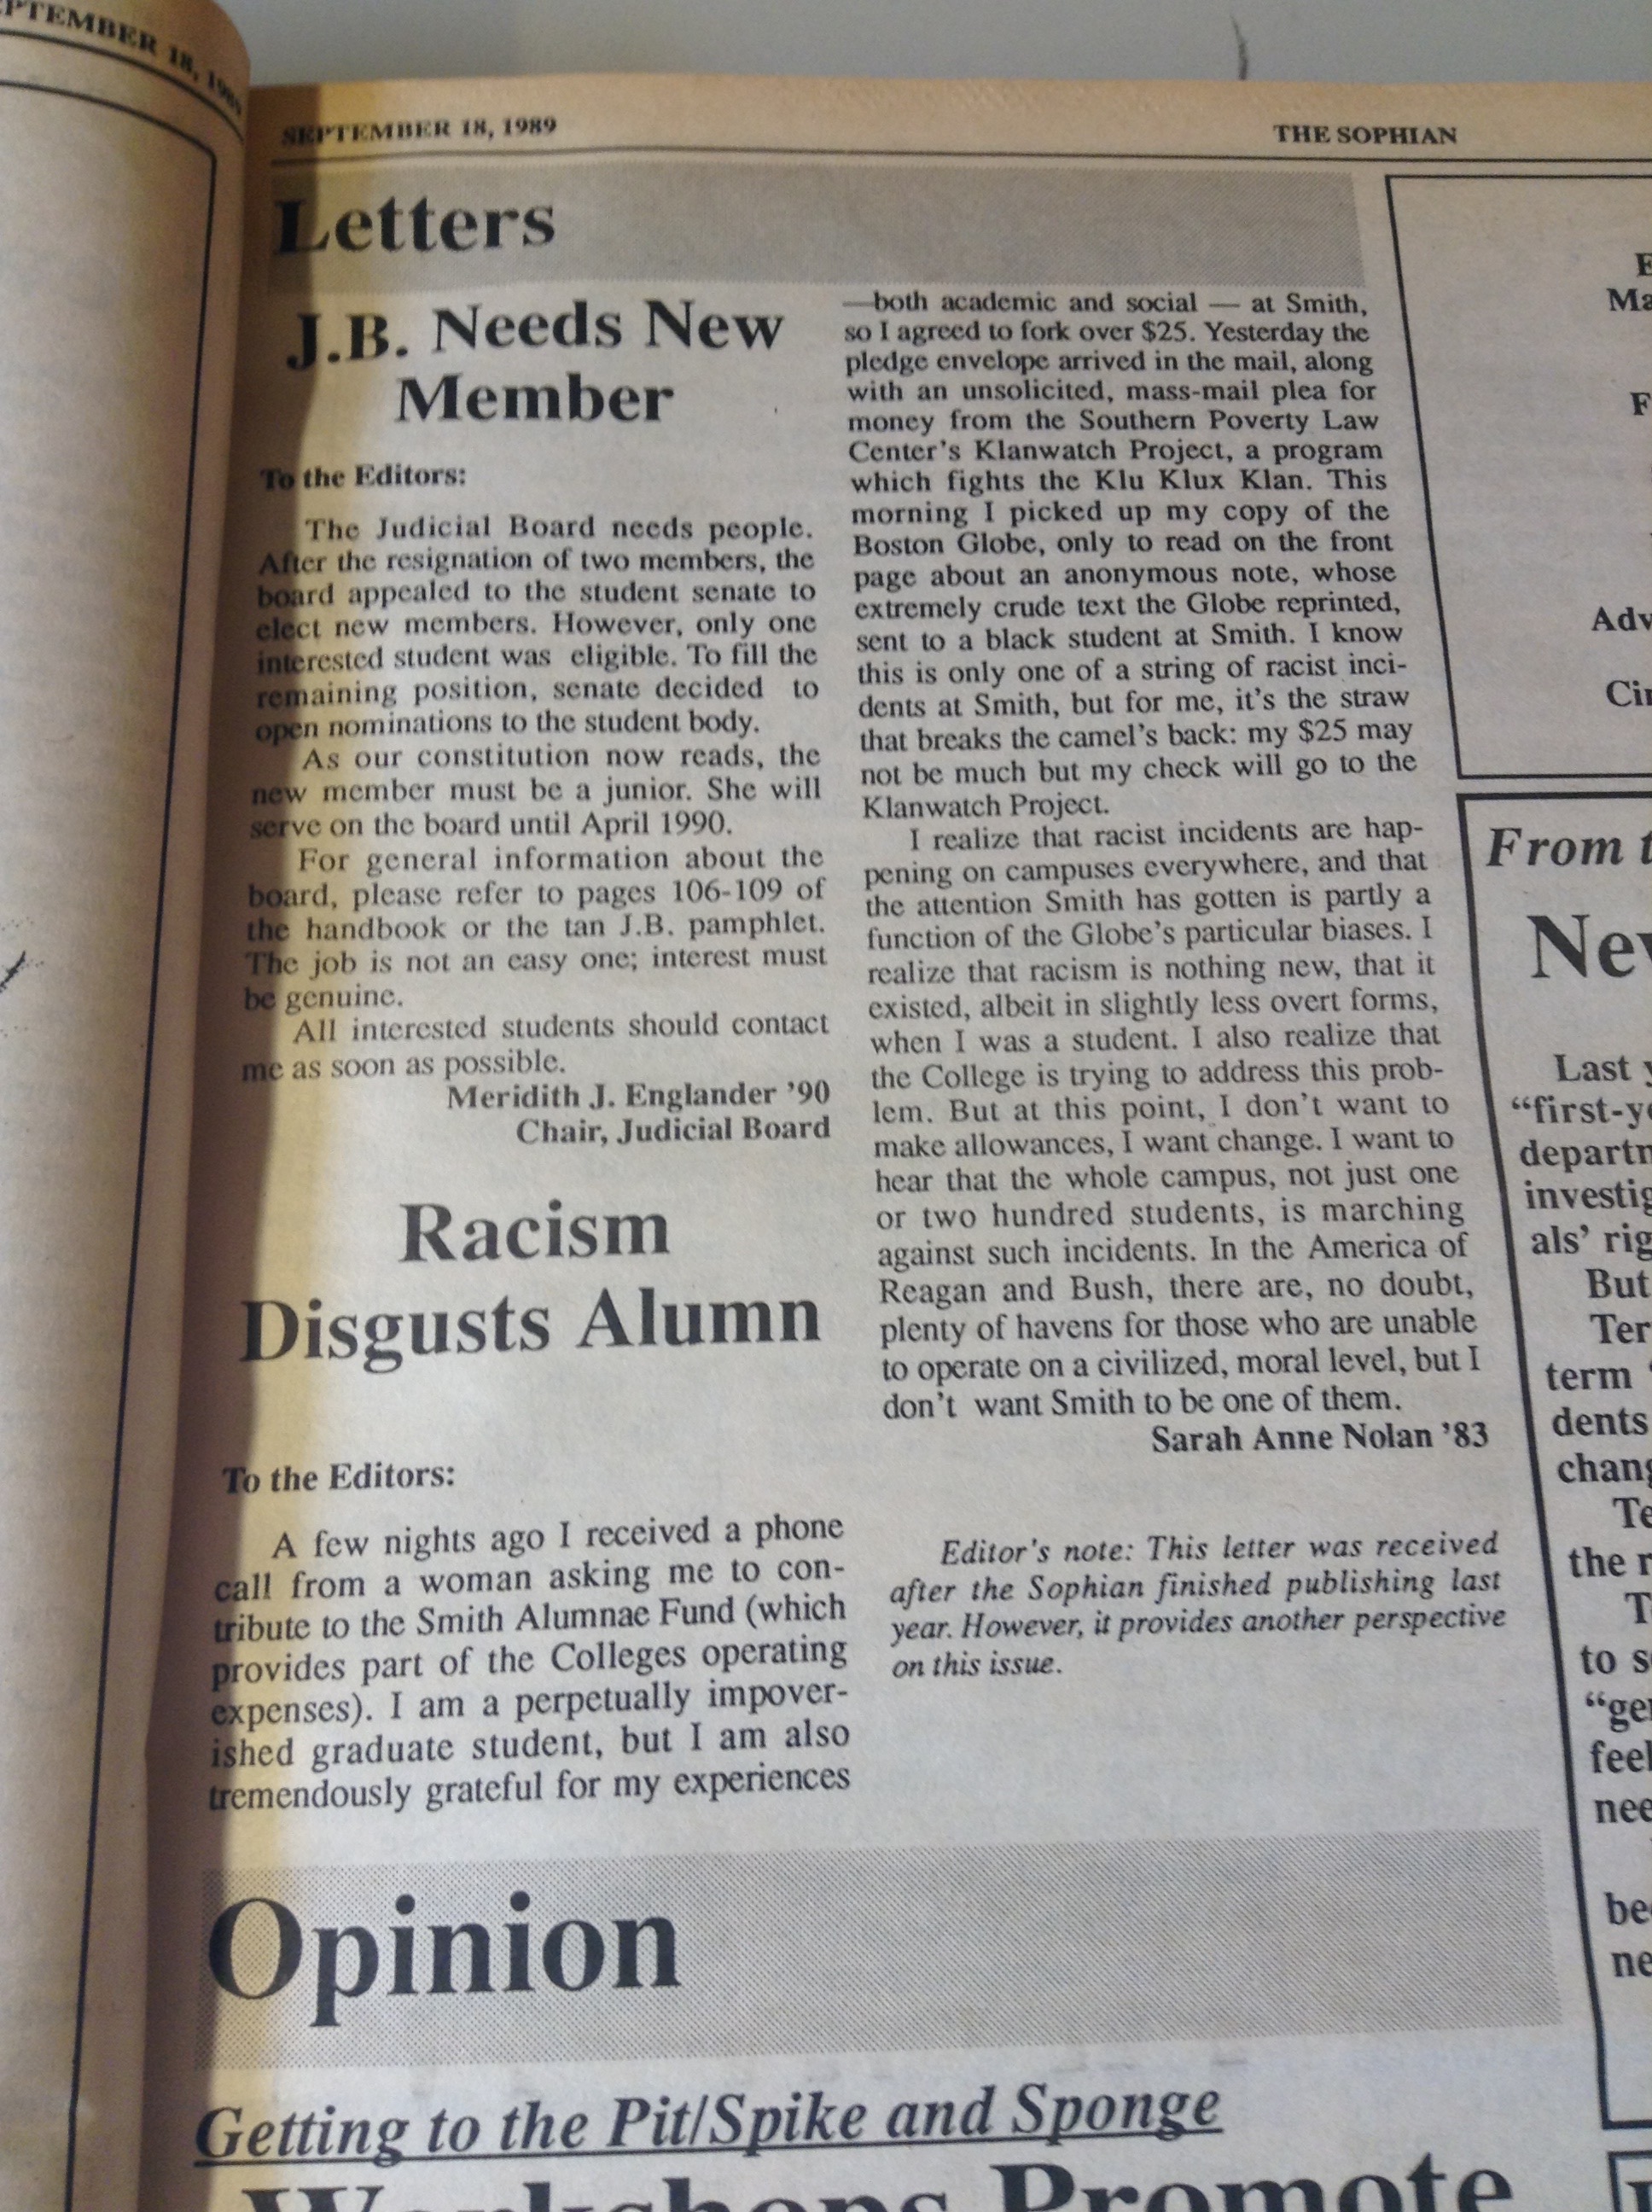 SEPTEMBER 18, 1989
SEPTEMBER 18, 1989
THE SOPHIAN
Letters
J.B. Needs New
Member
To the Editors:
The Judicial Board needs people.
After the resignation of two members, the
board appealed to the student senate to
elect new members. However, only one
interested student was eligible. To fill the
remaining position, senate decided to
open nominations to the student body.
As our constitution now reads, the
new member must be a junior. She will
serve on the board until April 1990.
For general information about the
board, please refer to pages 106-109 of
the handbook or the tan J.B. pamphlet.
The job is not an easy one; interest must
be genuine.
All interested students should contact
me as soon as possible.
Meridith J. Englander ’90
Chair, Judicial Board
Racism
Disgusts Alumn
To the Editors:
A few nights ago I received a phone
call from a woman asking me to con-
tribute to the Smith Alumnae Fund (which
provides part of the Colleges operating
expenses). I am a perpetually impover-
ished graduate student, but I am also
tremendously grateful for my experiences
—both academic and social — at Smith,
so I agreed to fork over $25. Yesterday the
pledge envelope arrived in the mail, along
with an unsolicited, mass-mail plea for
money from the Southern Poverty Law
Center’s Klanwatch Project, a program
which fights the Klu Klux Klan. This
morning I picked up my copy of the
Boston Globe, only to read on the front
page about an anonymous note, whose
extremely crude text the Globe reprinted,
sent to a black student at Smith. I know
this is only one of a string of racist inci-
dents at Smith, but for me, it’s the straw
that breaks the camel’s back: my $25 may
not be much but my check will go to the
Klanwatch Project.
I realize that racist incidents are hap-
pening on campuses everywhere, and that
the attention Smith has gotten is partly a
function of the Globe’s particular biases. I
realize that racism is nothing new, that it
existed, albeit in slightly less overt forms,
when I was a student. I also realize that
the College is trying to address this prob-
lem. But at this point, I don’t want to
make allowances, I want change. I want to
hear that the whole campus, not just one
or two hundred students, is marching
against such incidents. In the America of
Reagan and Bush, there are, no doubt,
plenty of havens for those who are unable
to operate on a civilized, moral level, but I
don’t want Smith to be one of them.
Sarah Anne Nolan ’83
Editor’s note: This letter was received
after the Sophian finished publishing last
year. However, it provides another perspective
on this issue.
Opinion
Getting to the Pit/Spike and Sponge
Workshops Promote
From
Last
“first-
But
term
dents
the
to